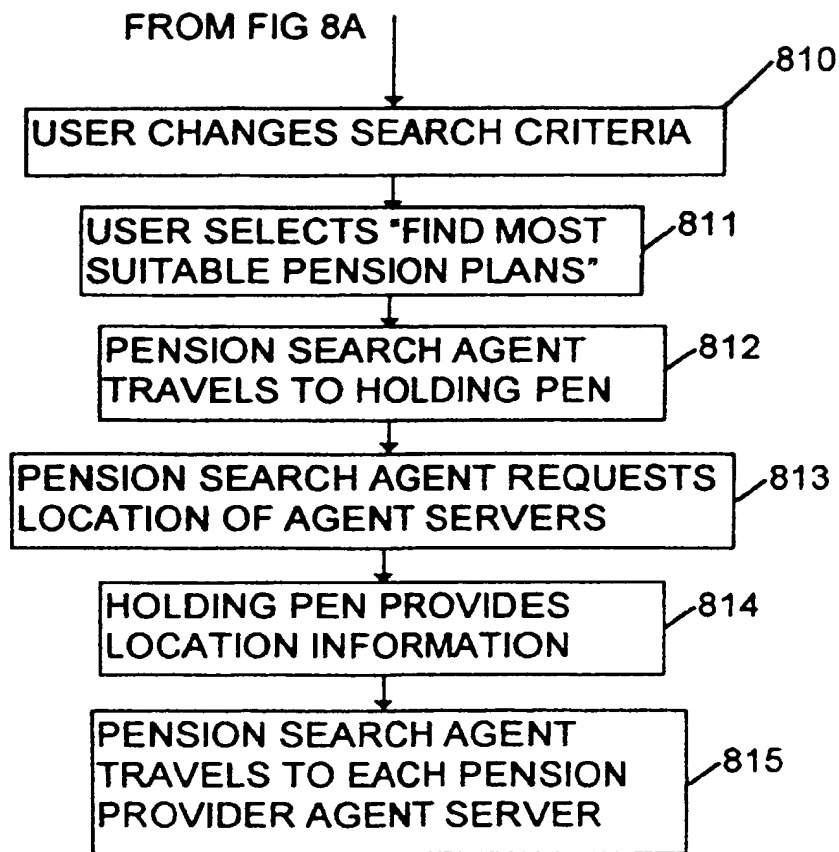 FROM FIG 8A
810
USER CHANGES SEARCH CRITERIA
USER SELECTS "FIND MOST
SUITABLE PENSION PLANS"
811
PENSION SEARCH AGENT
TRAVELS TO HOLDING PEN
812
PENSION SEARCH AGENT REQUESTS
LOCATION OF AGENT SERVERS
813
HOLDING PEN PROVIDES
LOCATION INFORMATION
814
PENSION SEARCH AGENT
TRAVELS TO EACH PENSION
PROVIDER AGENT SERVER
815